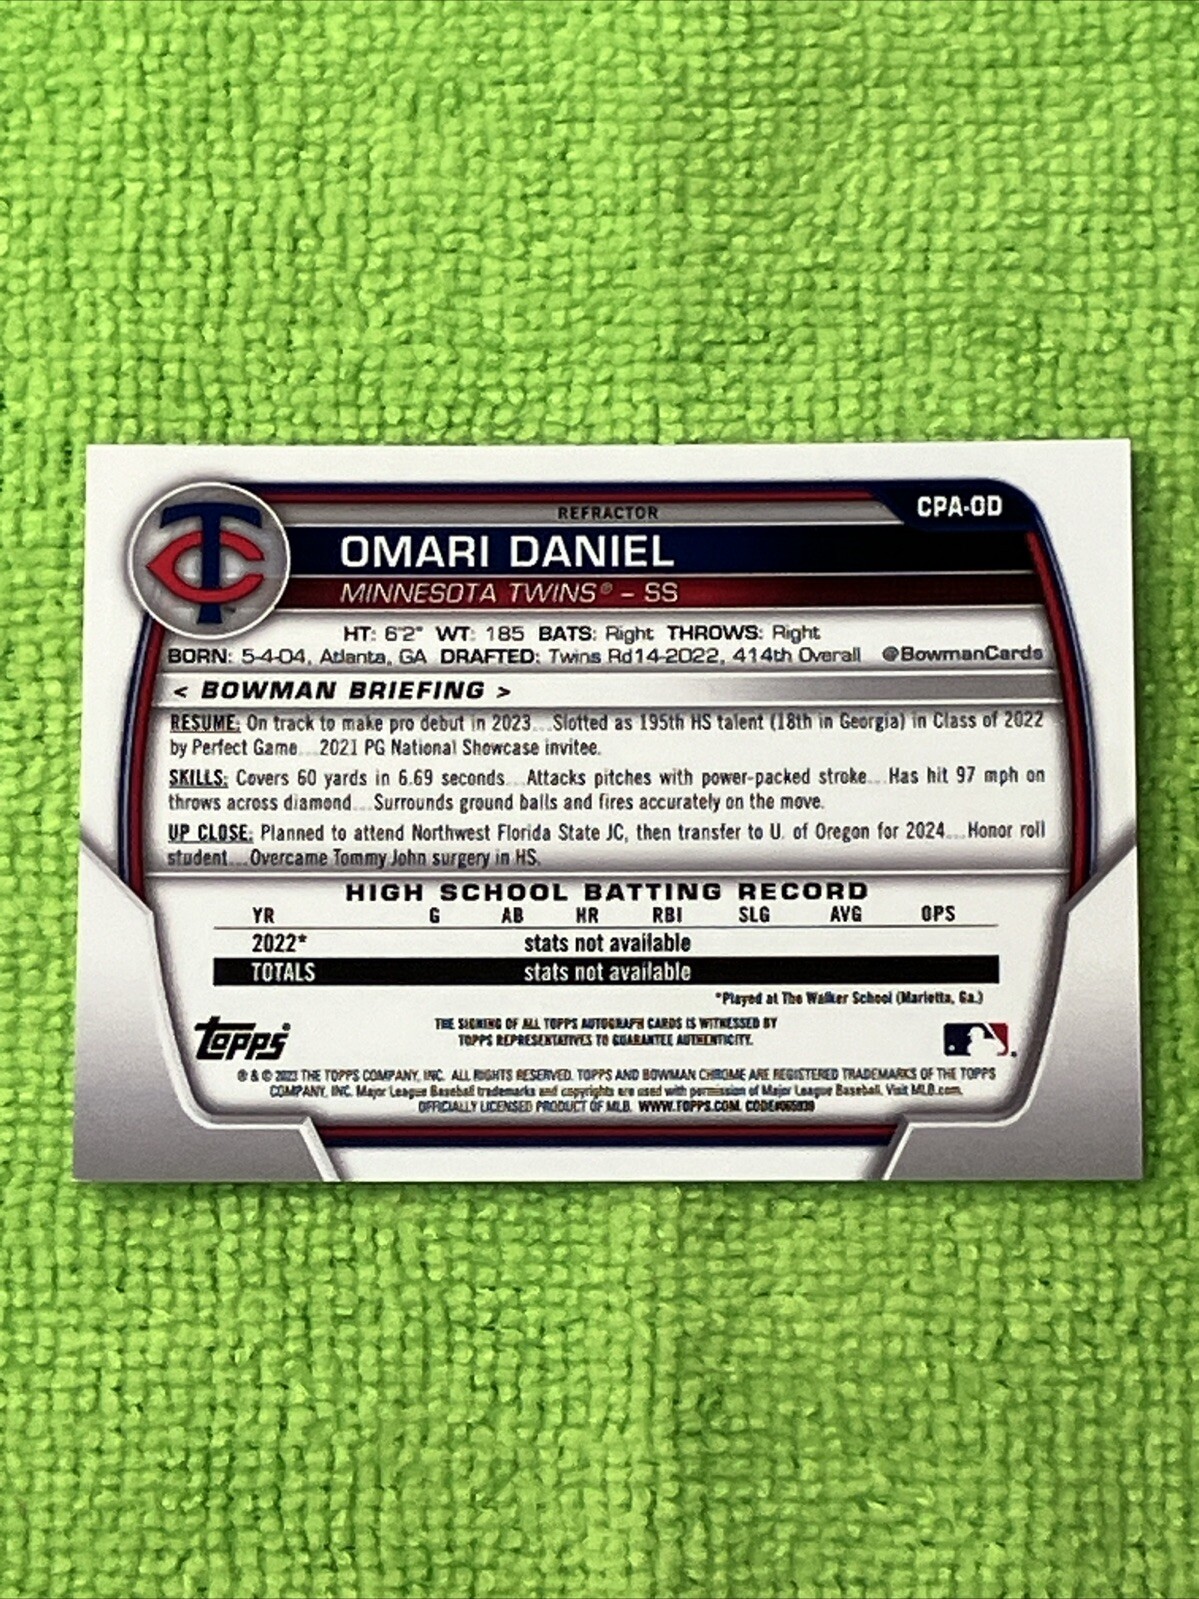 REFRACTOR
CPA-OD
OMARI DANIEL
MINNESOTA TWINS® – SS
HT: 6'2" WT: 185 BATS: Right THROWS: Right
BORN: 5-4-04, Atlanta, GA DRAFTED: Twins Rd14-2022, 414th Overall @BowmanCards
< BOWMAN BRIEFING >
RESUME: On track to make pro debut in 2023...Slotted as 195th HS talent (18th in Georgia) in Class of 2022
by Perfect Game...2021 PG National Showcase invitee.
SKILLS: Covers 60 yards in 6.69 seconds...Attacks pitches with power-packed stroke...Has hit 97 mph on
throws across diamond...Surrounds ground balls and fires accurately on the move.
UP CLOSE: Planned to attend Northwest Florida State JC, then transfer to U. of Oregon for 2024...Honor roll
student...Overcame Tommy John surgery in HS.
HIGH SCHOOL BATTING RECORD
YR G AB HR RBI SLG AVG OPS
2022* stats not available
TOTALS stats not available
*Played at The Walker School (Marietta, Ga.)
THE SIGNING OF ALL TOPPS AUTOGRAPH CARDS IS WITNESSED BY
TOPPS REPRESENTATIVES TO GUARANTEE AUTHENTICITY.
topps®
® & © 2023 THE TOPPS COMPANY, INC. ALL RIGHTS RESERVED. TOPPS AND BOWMAN CHROME ARE REGISTERED TRADEMARKS OF THE TOPPS
COMPANY, INC. Major League Baseball trademarks and copyrights are used with permission of Major League Baseball. Visit MLB.com.
OFFICIALLY LICENSED PRODUCT OF MLB. WWW.TOPPS.COM.